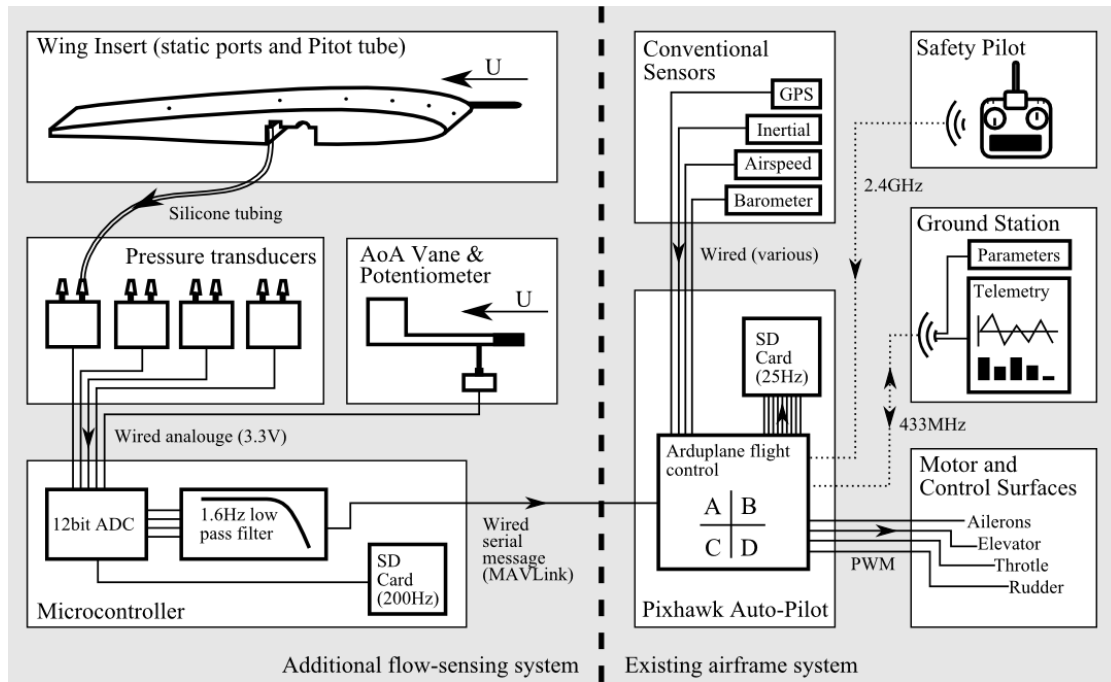 Wing Insert (static ports and Pitot tube)
U
Silicone tubing
Pressure transducers
AoA Vane &
Potentiometer
U
Wired analouge (3.3V)
12bit ADC
1.6Hz low
pass filter
SD
Card
(200Hz)
Microcontroller
Wired
serial
message
(MAVLink)
Additional flow-sensing system
Conventional
Sensors
GPS
Inertial
Airspeed
Barometer
Wired (various)
SD
Card
(25Hz)
Arduplane flight
control
A B
C D
Pixhawk Auto-Pilot
Safety Pilot
2.4GHz
Ground Station
Parameters
Telemetry
433MHz
Motor and
Control Surfaces
Ailerons
Elevator
Throtle
Rudder
PWM
Existing airframe system